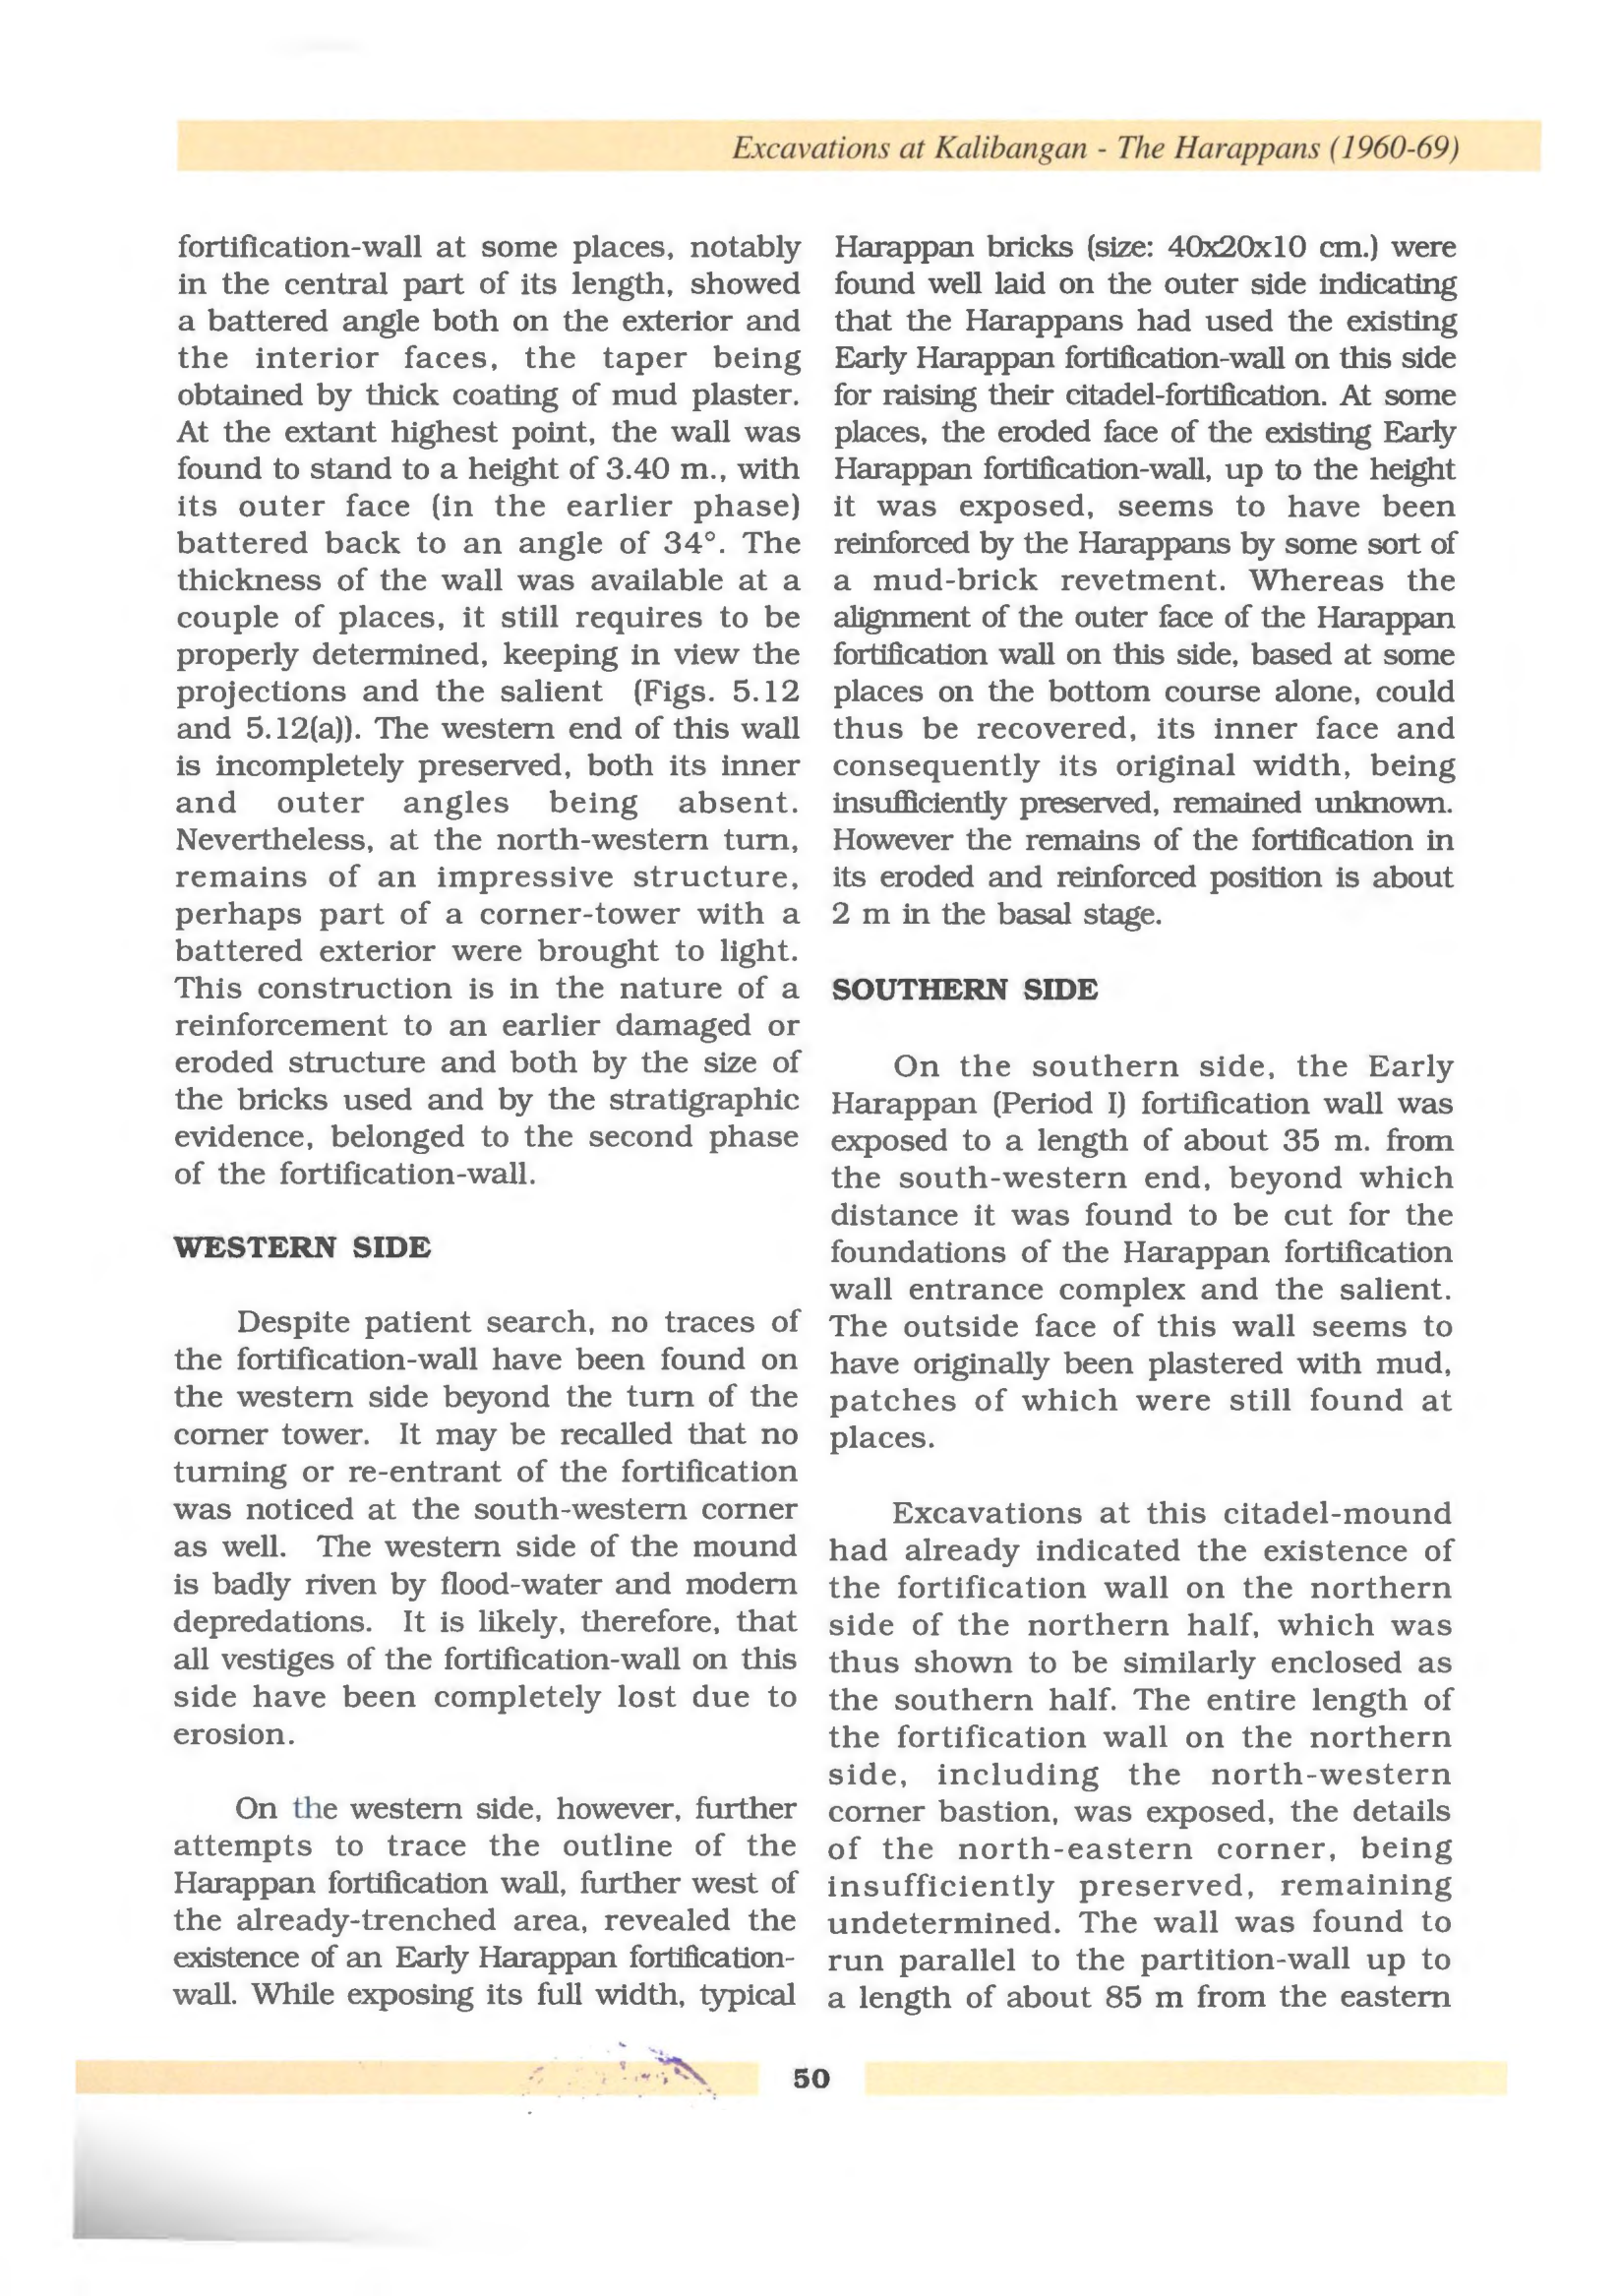 Excavations at Kalibangan - The Harappans (1960-69)
fortification-wall at some places, notably
in the central part of its length, showed
a battered angle both on the exterior and
the interior faces, the taper being
obtained by thick coating of mud plaster.
At the extant highest point, the wall was
found to stand to a height of 3.40 m., with
its outer face (in the earlier phase)
battered back to an angle of 34°. The
thickness of the wall was available at a
couple of places, it still requires to be
properly determined, keeping in view the
projections and the salient (Figs. 5.12
and 5.12(a)). The western end of this wall
is incompletely preserved, both its inner
and outer angles being absent.
Nevertheless, at the north-western turn,
remains of an impressive structure,
perhaps part of a corner-tower with a
battered exterior were brought to light.
This construction is in the nature of a
reinforcement to an earlier damaged or
eroded structure and both by the size of
the bricks used and by the stratigraphic
evidence, belonged to the second phase
of the fortification-wall.
WESTERN SIDE
Despite patient search, no traces of
the fortification-wall have been found on
the western side beyond the turn of the
corner tower. It may be recalled that no
turning or re-entrant of the fortification
was noticed at the south-western corner
as well. The western side of the mound
is badly riven by flood-water and modern
depredations. It is likely, therefore, that
all vestiges of the fortification-wall on this
side have been completely lost due to
erosion.
On the western side, however, further
attempts to trace the outline of the
Harappan fortification wall, further west of
the already-trenched area, revealed the
existence of an Early Harappan fortification-
wall. While exposing its full width, typical
Harappan bricks (size: 40x20x10 cm.) were
found well laid on the outer side indicating
that the Harappans had used the existing
Early Harappan fortification-wall on this side
for raising their citadel-fortification. At some
places, the eroded face of the existing Early
Harappan fortification-wall, up to the height
it was exposed, seems to have been
reinforced by the Harappans by some sort of
a mud-brick revetment. Whereas the
alignment of the outer face of the Harappan
fortification wall on this side, based at some
places on the bottom course alone, could
thus be recovered, its inner face and
consequently its original width, being
insufficiently preserved, remained unknown.
However the remains of the fortification in
its eroded and reinforced position is about
2 m in the basal stage.
SOUTHERN SIDE
On the southern side, the Early
Harappan (Period I) fortification wall was
exposed to a length of about 35 m. from
the south-western end, beyond which
distance it was found to be cut for the
foundations of the Harappan fortification
wall entrance complex and the salient.
The outside face of this wall seems to
have originally been plastered with mud,
patches of which were still found at
places.
Excavations at this citadel-mound
had already indicated the existence of
the fortification wall on the northern
side of the northern half, which was
thus shown to be similarly enclosed as
the southern half. The entire length of
the fortification wall on the northern
side, including the north-western
corner bastion, was exposed, the details
of the north-eastern corner, being
insufficiently preserved, remaining
undetermined. The wall was found to
run parallel to the partition-wall up to
a length of about 85 m from the eastern
50